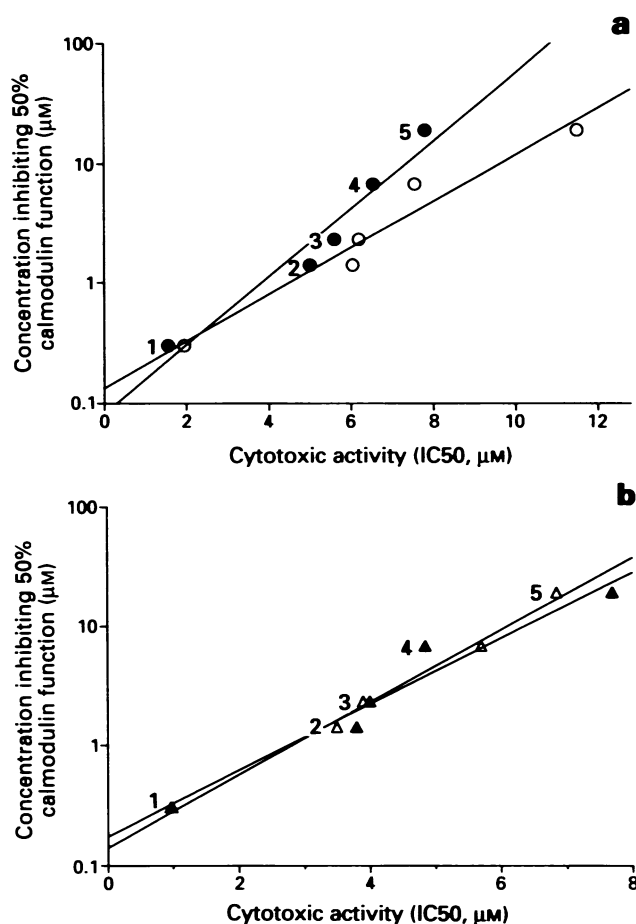 a
Concentration inhibiting 50%
calmodulin function (μM)
100
10
1
0.1
5
4
3
2
1
0 2 4 6 8 10 12
Cytotoxic activity (IC50, μM)
b
Concentration inhibiting 50%
calmodulin function (μM)
100
10
1
0.1
5
4
3
2
1
0 2 4 6 8
Cytotoxic activity (IC50, μM)